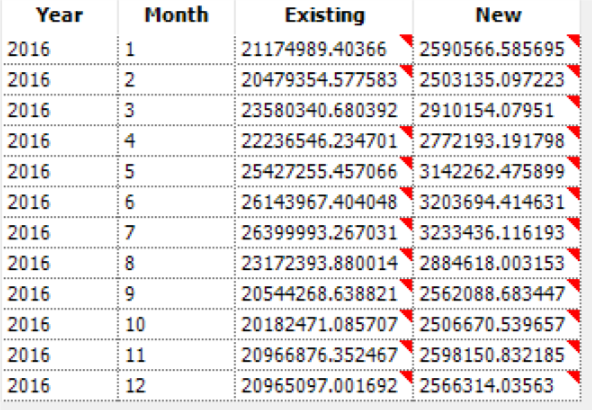 Year Month Existing New
2016 1 21174989.40366 2590566.585695
2016 2 20479354.577583 2503135.097223
2016 3 23580340.680392 2910154.07951
2016 4 22236546.234701 2772193.191798
2016 5 25427255.457066 3142262.475899
2016 6 26143967.404048 3203694.414631
2016 7 26399993.267031 3233436.116193
2016 8 23172393.880014 2884618.003153
2016 9 20544268.638821 2562088.683447
2016 10 20182471.085707 2506670.539657
2016 11 20966876.352467 2598150.832185
2016 12 20965097.001692 2566314.03563